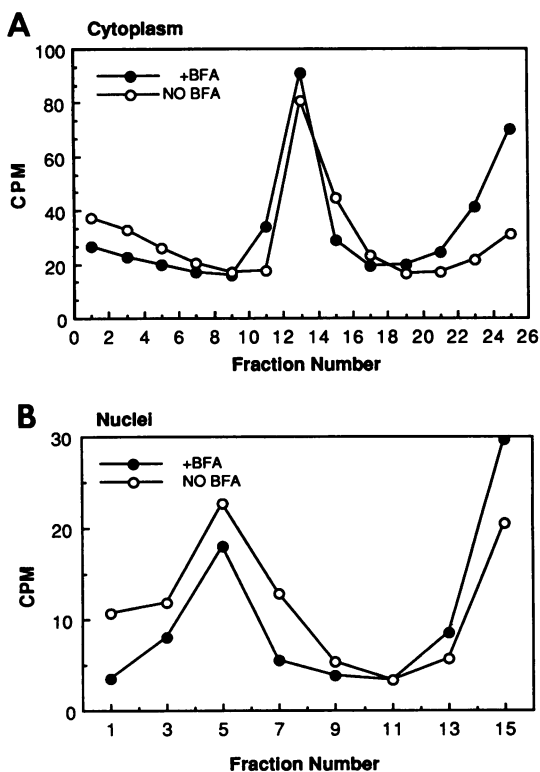 A Cytoplasm
100
+BFA
NO BFA
80
60
CPM
40
20
0
0 2 4 6 8 10 12 14 16 18 20 22 24 26
Fraction Number
B Nuclei
30
+BFA
NO BFA
20
CPM
10
0
1 3 5 7 9 11 13 15
Fraction Number